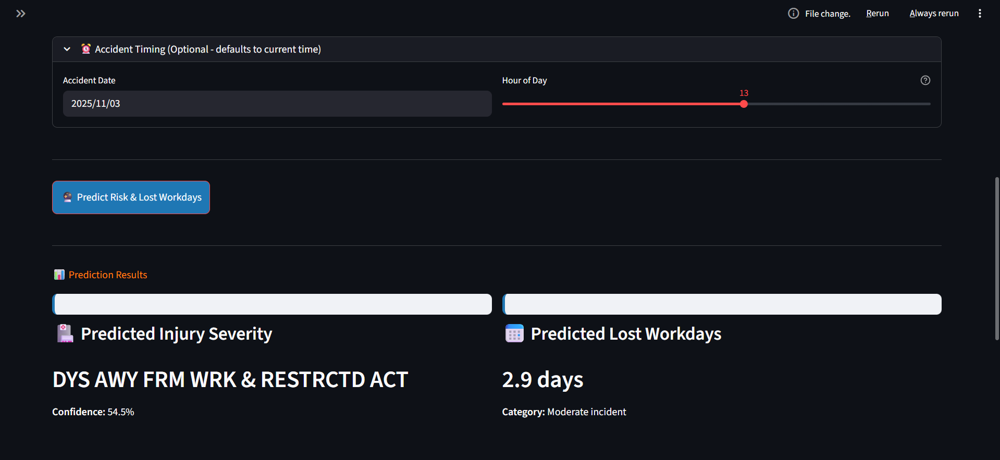 File change. Rerun Always rerun
Accident Timing (Optional - defaults to current time)
Accident Date
Hour of Day
13
2025/11/03
Predict Risk & Lost Workdays
Prediction Results
Predicted Injury Severity
DYS AWY FRM WRK & RESTRCTD ACT
Confidence: 54.5%
Predicted Lost Workdays
2.9 days
Category: Moderate incident